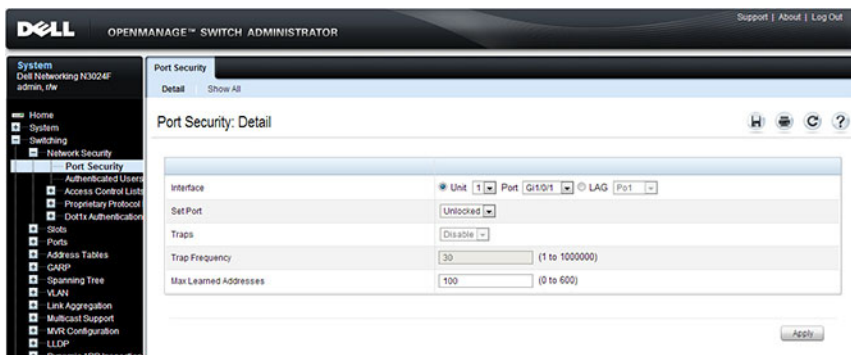 Support | About | Log Out
DELL OPENMANAGE™ SWITCH ADMINISTRATOR
System
Dell Networking N3024F
admin, r/w
Port Security
Detail Show All
Port Security: Detail
Home
System
Switching
Network Security
Port Security
Authenticated Users
Access Control Lists
Proprietary Protocol
Dot1x Authentication
Slots
Ports
Address Tables
GARP
Spanning Tree
VLAN
Link Aggregation
Multicast Support
MVR Configuration
LLDP
Dynamic ARP Inspection
Interface Unit 1 Port Gi1/0/1 LAG Po1
Set Port Unlocked
Traps Disable
Trap Frequency 30 (1 to 1000000)
Max Learned Addresses 100 (0 to 600)
Apply